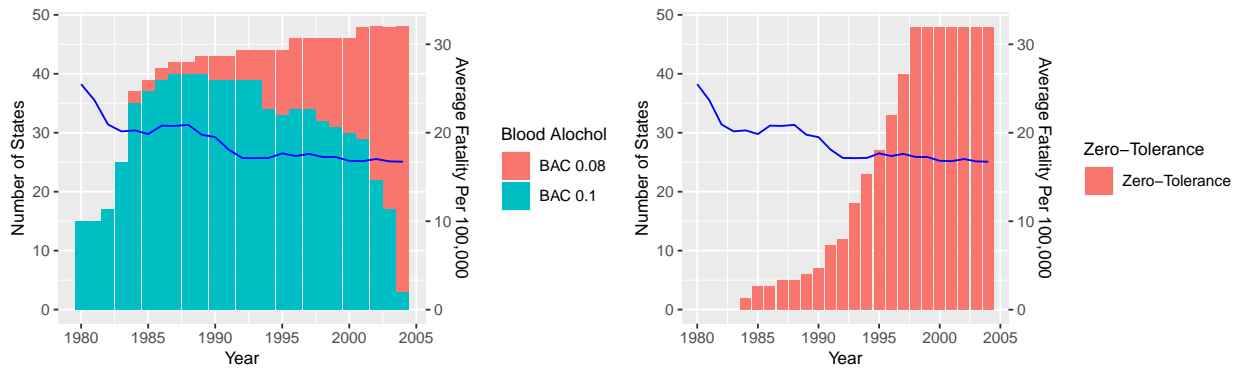 50
40
30
20
10
0
Number of States
30
20
10
0
Average Fatality Per 100,000
1980 1985 1990 1995 2000 2005
Year
Blood Alochol
BAC 0.08
BAC 0.1
50
40
30
20
10
0
Number of States
30
20
10
0
Average Fatality Per 100,000
1980 1985 1990 1995 2000 2005
Year
Zero−Tolerance
Zero−Tolerance